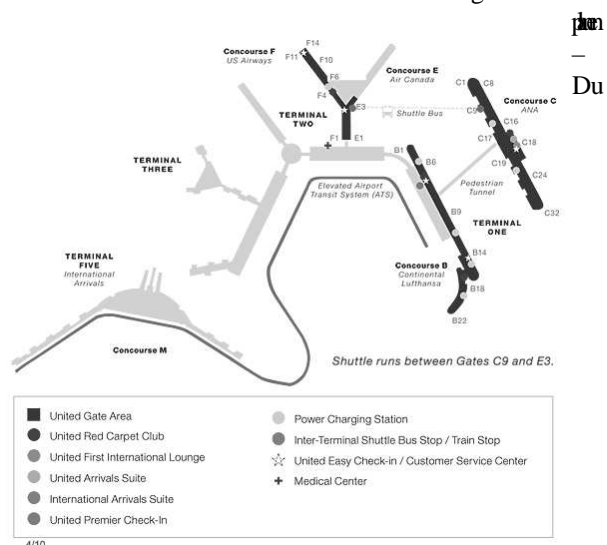 –
Du
F14
F11
F10
Concourse F
US Airways
F6
F4
Concourse E
Air Canada
E3
TERMINAL
TWO
Shuttle Bus
F1
E1
C1
C8
Concourse C
ANA
C9
C16
C17
C18
C19
C24
C32
TERMINAL
THREE
B1
B6
Elevated Airport
Transit System (ATS)
Pedestrian
Tunnel
B9
TERMINAL
ONE
B14
Concourse B
Continental
Lufthansa
B18
B22
TERMINAL
FIVE
International
Arrivals
Concourse M
Shuttle runs between Gates C9 and E3.
United Gate Area
United Red Carpet Club
United First International Lounge
United Arrivals Suite
International Arrivals Suite
United Premier Check-In
Power Charging Station
Inter-Terminal Shuttle Bus Stop / Train Stop
United Easy Check-in / Customer Service Center
Medical Center
4/10